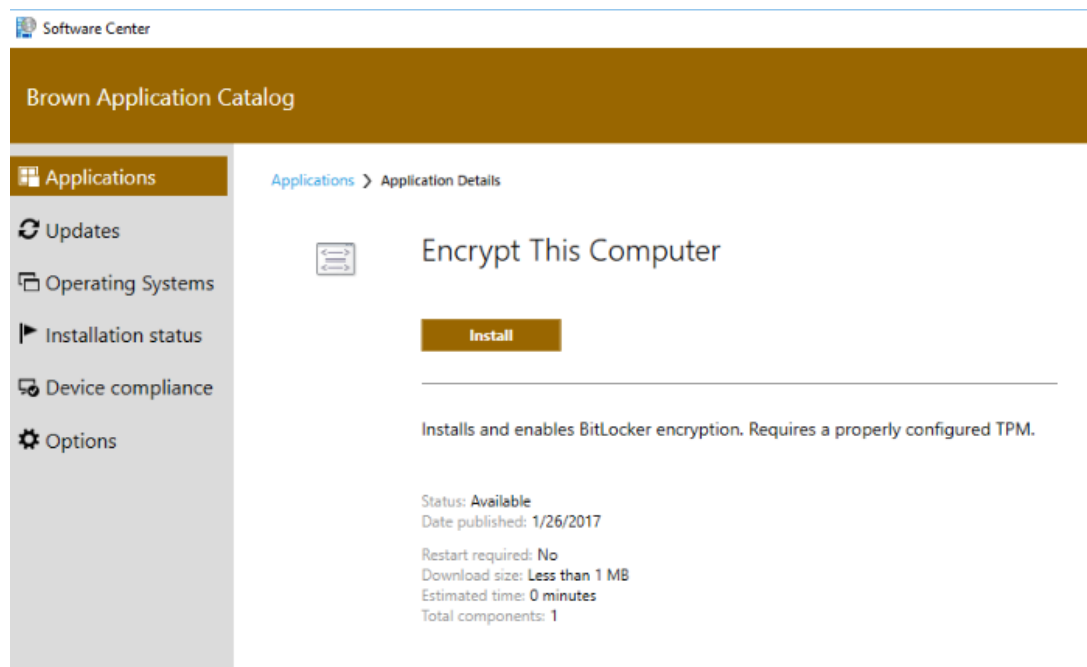 Software Center
Brown Application Catalog
Applications
Updates
Operating Systems
Installation status
Device compliance
Options
Applications ❯ Application Details
Encrypt This Computer
Install
Installs and enables BitLocker encryption. Requires a properly configured TPM.
Status: Available
Date published: 1/26/2017
Restart required: No
Download size: Less than 1 MB
Estimated time: 0 minutes
Total components: 1